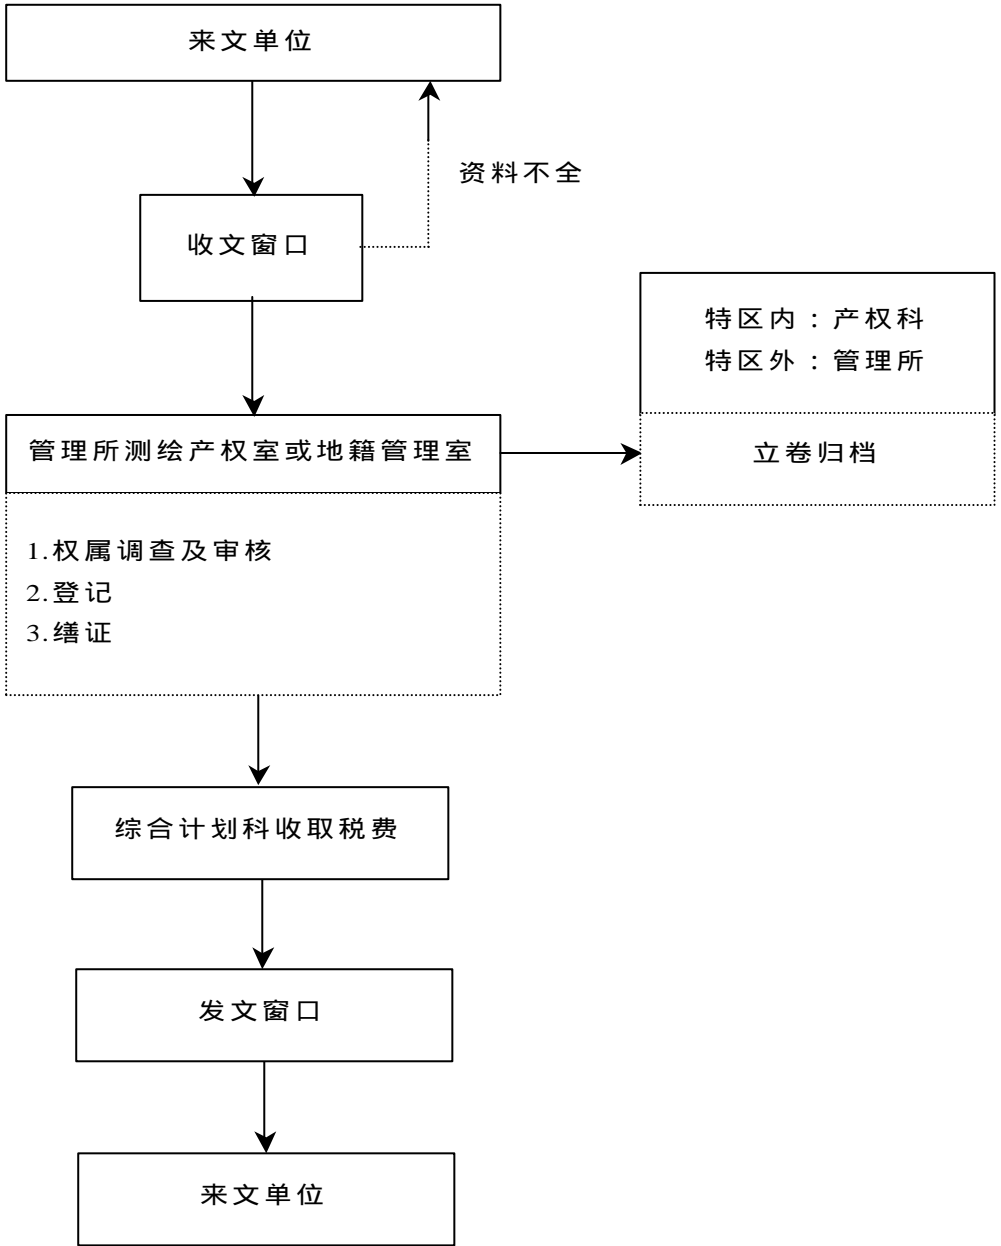 来文单位
资料不全
收文窗口
特区内：产权科
特区外：管理所
管理所测绘产权室或地籍管理室
立卷归档
1.权属调查及审核
2.登记
3.缮证
综合计划科收取税费
发文窗口
来文单位